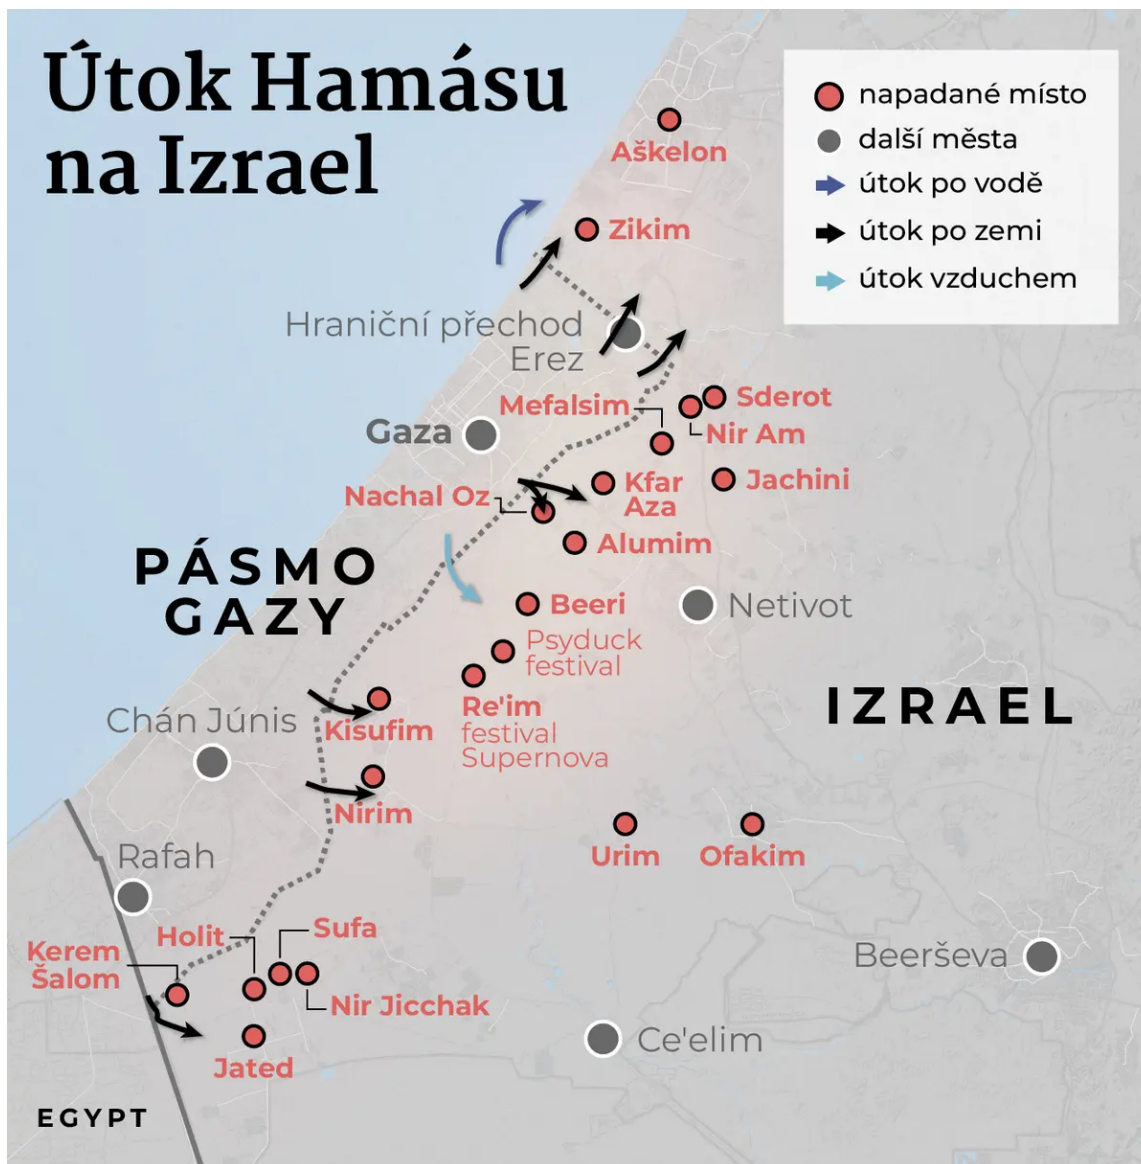 Útok Hamásu
na Izrael
napadané místo
další města
útok po vodě
útok po zemi
útok vzduchem
Aškelon
Zikim
Hraniční přechod
Erez
Mefalsim
Sderot
Nir Am
Gaza
Nachal Oz
Kfar
Aza
Jachini
Alumim
PÁSMO
GAZY
Beeri
Netivot
Psyduck
festival
Re'im
festival
Supernova
IZRAEL
Chán Júnis
Kisufim
Nirim
Urim
Ofakim
Rafah
Holit
Sufa
Kerem
Šalom
Nir Jicchak
Beerševa
Jated
Ce'elim
EGYPT